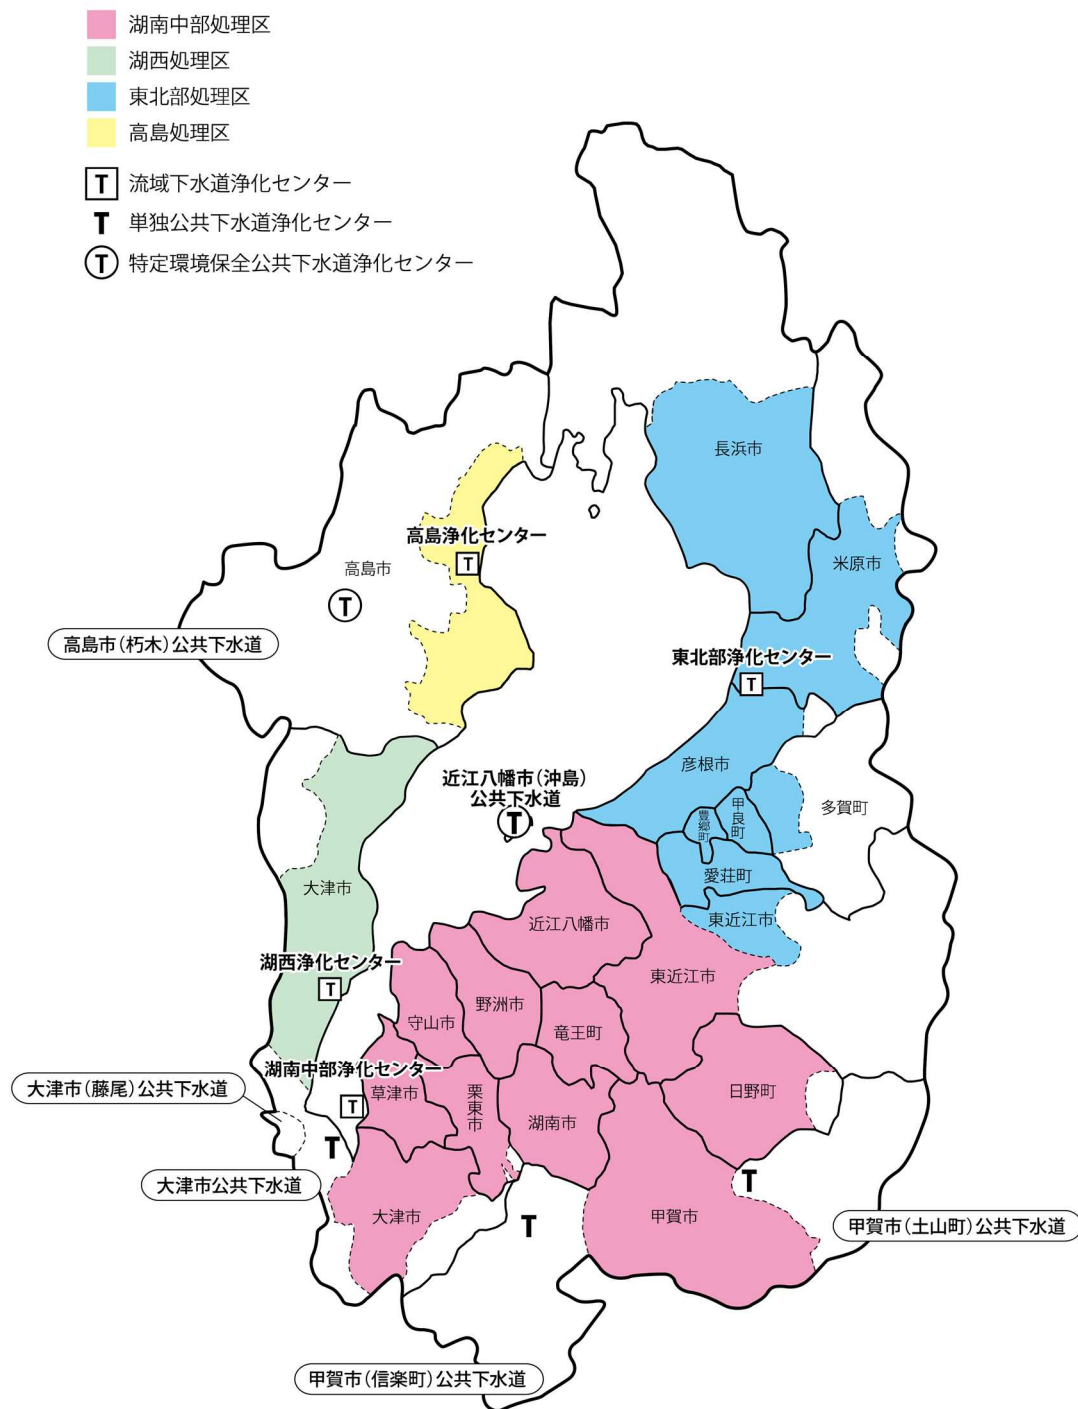 湖南中部処理区
湖西処理区
東北部処理区
高島処理区
T 流域下水道浄化センター
T 単独公共下水道浄化センター
T 特定環境保全公共下水道浄化センター
長浜市
高島浄化センター
T
高島市
T
米原市
高島市(朽木)公共下水道
東北部浄化センター
T
彦根市
近江八幡市(沖島)
公共下水道
T
豊郷町
甲良町
多賀町
愛荘町
大津市
東近江市
近江八幡市
湖西浄化センター
T
東近江市
野洲市
守山市
竜王町
湖南中部浄化センター
T
大津市(藤尾)公共下水道
草津市
栗東市
湖南市
日野町
T
大津市公共下水道
T
大津市
T
甲賀市
甲賀市(土山町)公共下水道
甲賀市(信楽町)公共下水道